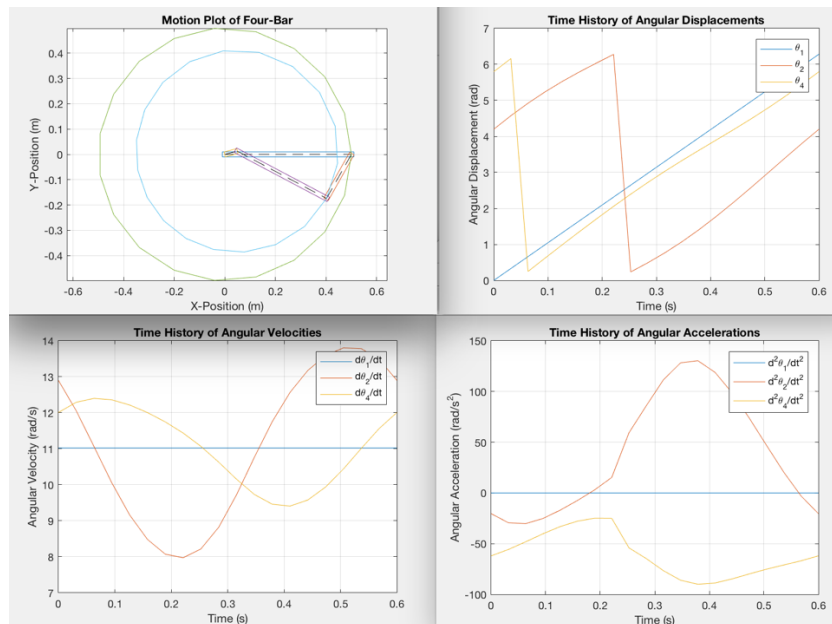 Motion Plot of Four-Bar
0.4
0.3
0.2
0.1
0
-0.1
-0.2
-0.3
-0.4
Y-Position (m)
-0.6
-0.4
-0.2
0
0.2
0.4
0.6
X-Position (m)
Time History of Angular Displacements
7
6
5
4
3
2
1
0
Angular Displacement (rad)
θ₁
θ₂
θ₄
0
0.1
0.2
0.3
0.4
0.5
0.6
Time (s)
Time History of Angular Velocities
14
13
12
11
10
9
8
7
Angular Velocity (rad/s)
dθ₁/dt
dθ₂/dt
dθ₄/dt
0
0.1
0.2
0.3
0.4
0.5
0.6
Time (s)
Time History of Angular Accelerations
150
100
50
0
-50
-100
Angular Acceleration (rad/s²)
d²θ₁/dt²
d²θ₂/dt²
d²θ₄/dt²
0
0.1
0.2
0.3
0.4
0.5
0.6
Time (s)